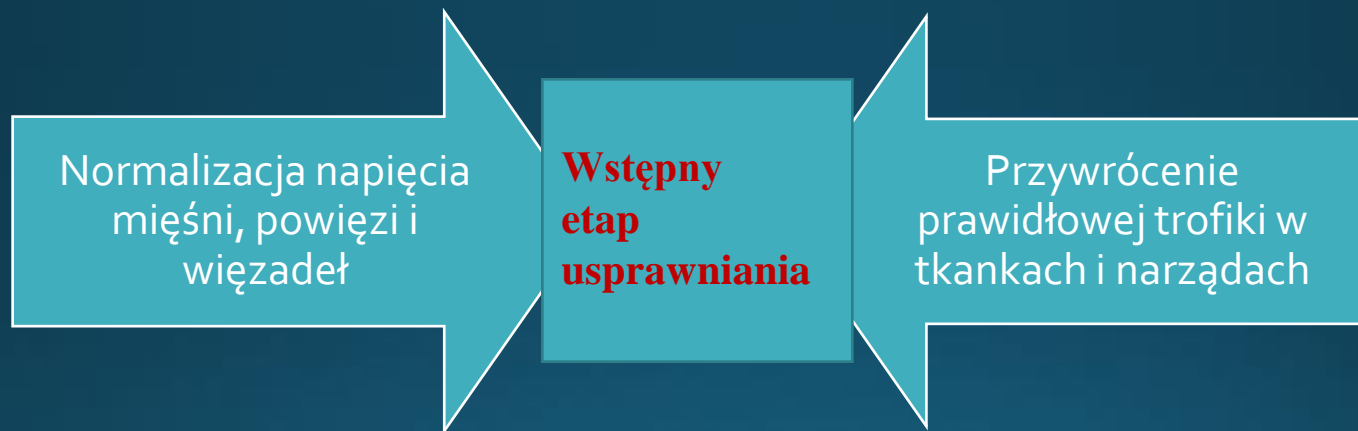 Normalizacja napięcia
mięśni, powięzi i
więzadeł
Wstępny
etap
usprawniania
Przywrócenie
prawidłowej trofiki w
tkankach i narządach